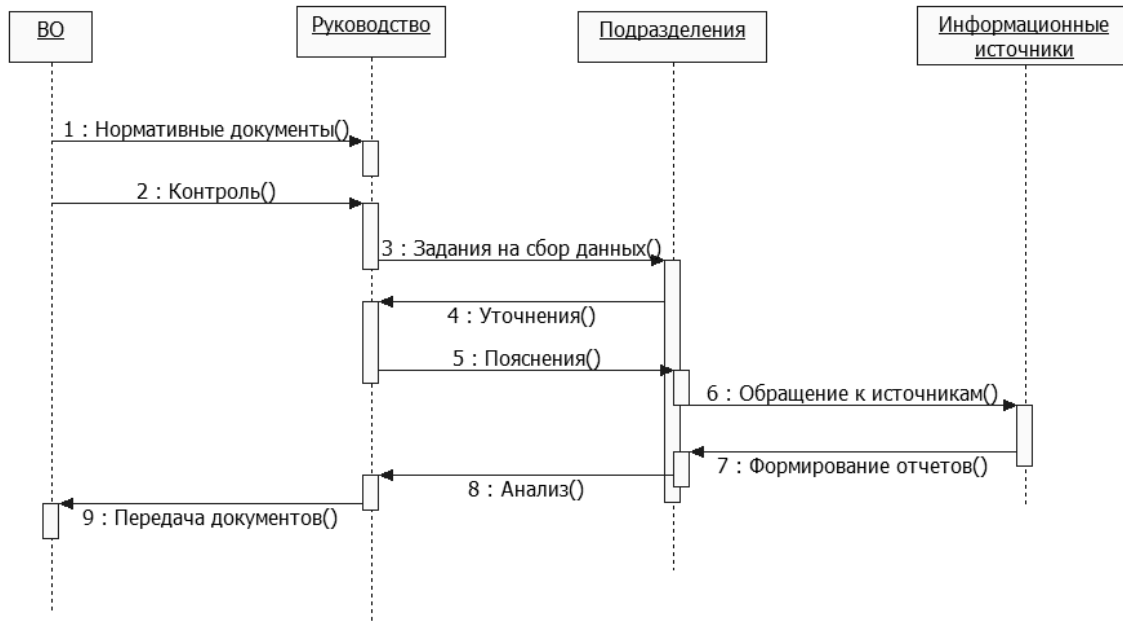 ВО
Руководство
Подразделения
Информационные
источники
1 : Нормативные документы()
2 : Контроль()
3 : Задания на сбор данных()
4 : Уточнения()
5 : Пояснения()
6 : Обращение к источникам()
7 : Формирование отчетов()
8 : Анализ()
9 : Передача документов()